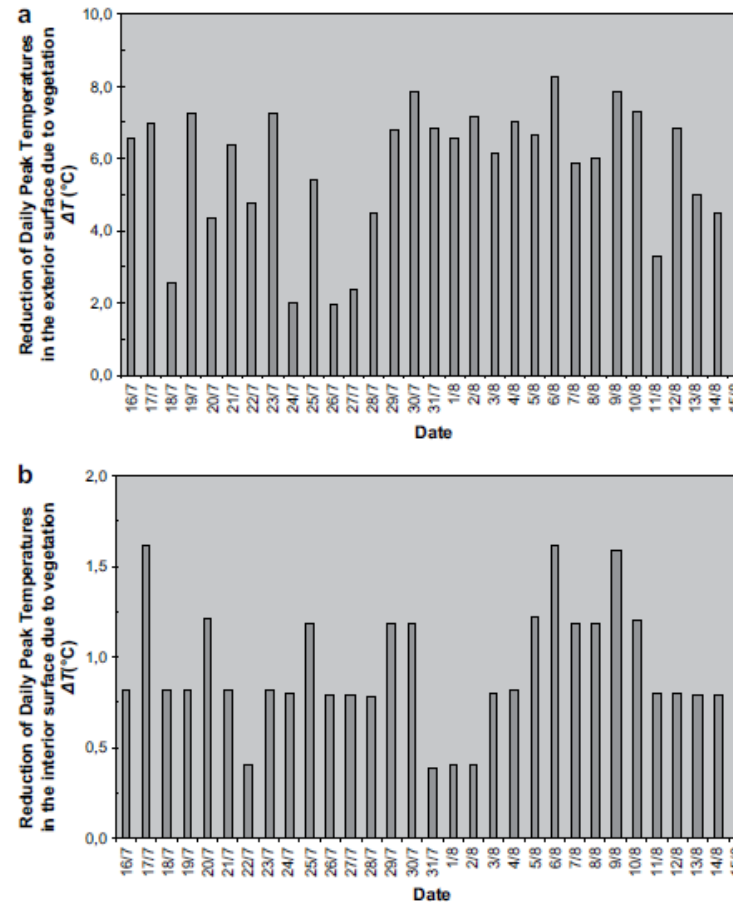 a
Reduction of Daily Peak Temperatures
in the exterior surface due to vegetation
ΔT (°C)
10,0
8,0
6,0
4,0
2,0
0,0
16/7 17/7 18/7 19/7 20/7 21/7 22/7 23/7 24/7 25/7 26/7 27/7 28/7 29/7 30/7 31/7 1/8 2/8 3/8 4/8 5/8 6/8 7/8 8/8 9/8 10/8 11/8 12/8 13/8 14/8 15/8
Date
b
Reduction of Daily Peak Temperatures
in the interior surface due to vegetation
ΔT(°C)
2,0
1,5
1,0
0,5
0,0
16/7 17/7 18/7 19/7 20/7 21/7 22/7 23/7 24/7 25/7 26/7 27/7 28/7 29/7 30/7 31/7 1/8 2/8 3/8 4/8 5/8 6/8 7/8 8/8 9/8 10/8 11/8 12/8 13/8 14/8 15/8
Date